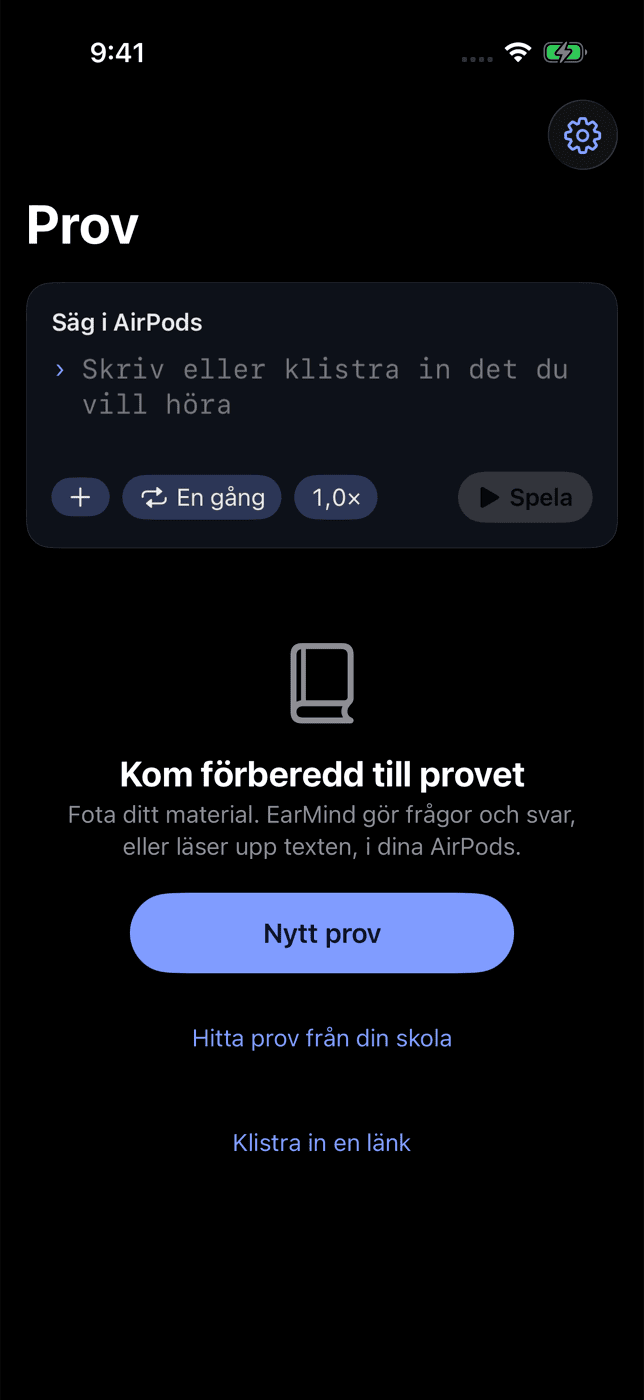 9:41
Prov
Säg i AirPods
› Skriv eller klistra in det du
vill höra
+ En gång 1,0× Spela
Kom förberedd till provet
Fota ditt material. EarMind gör frågor och svar,
eller läser upp texten, i dina AirPods.
Nytt prov
Hitta prov från din skola
Klistra in en länk